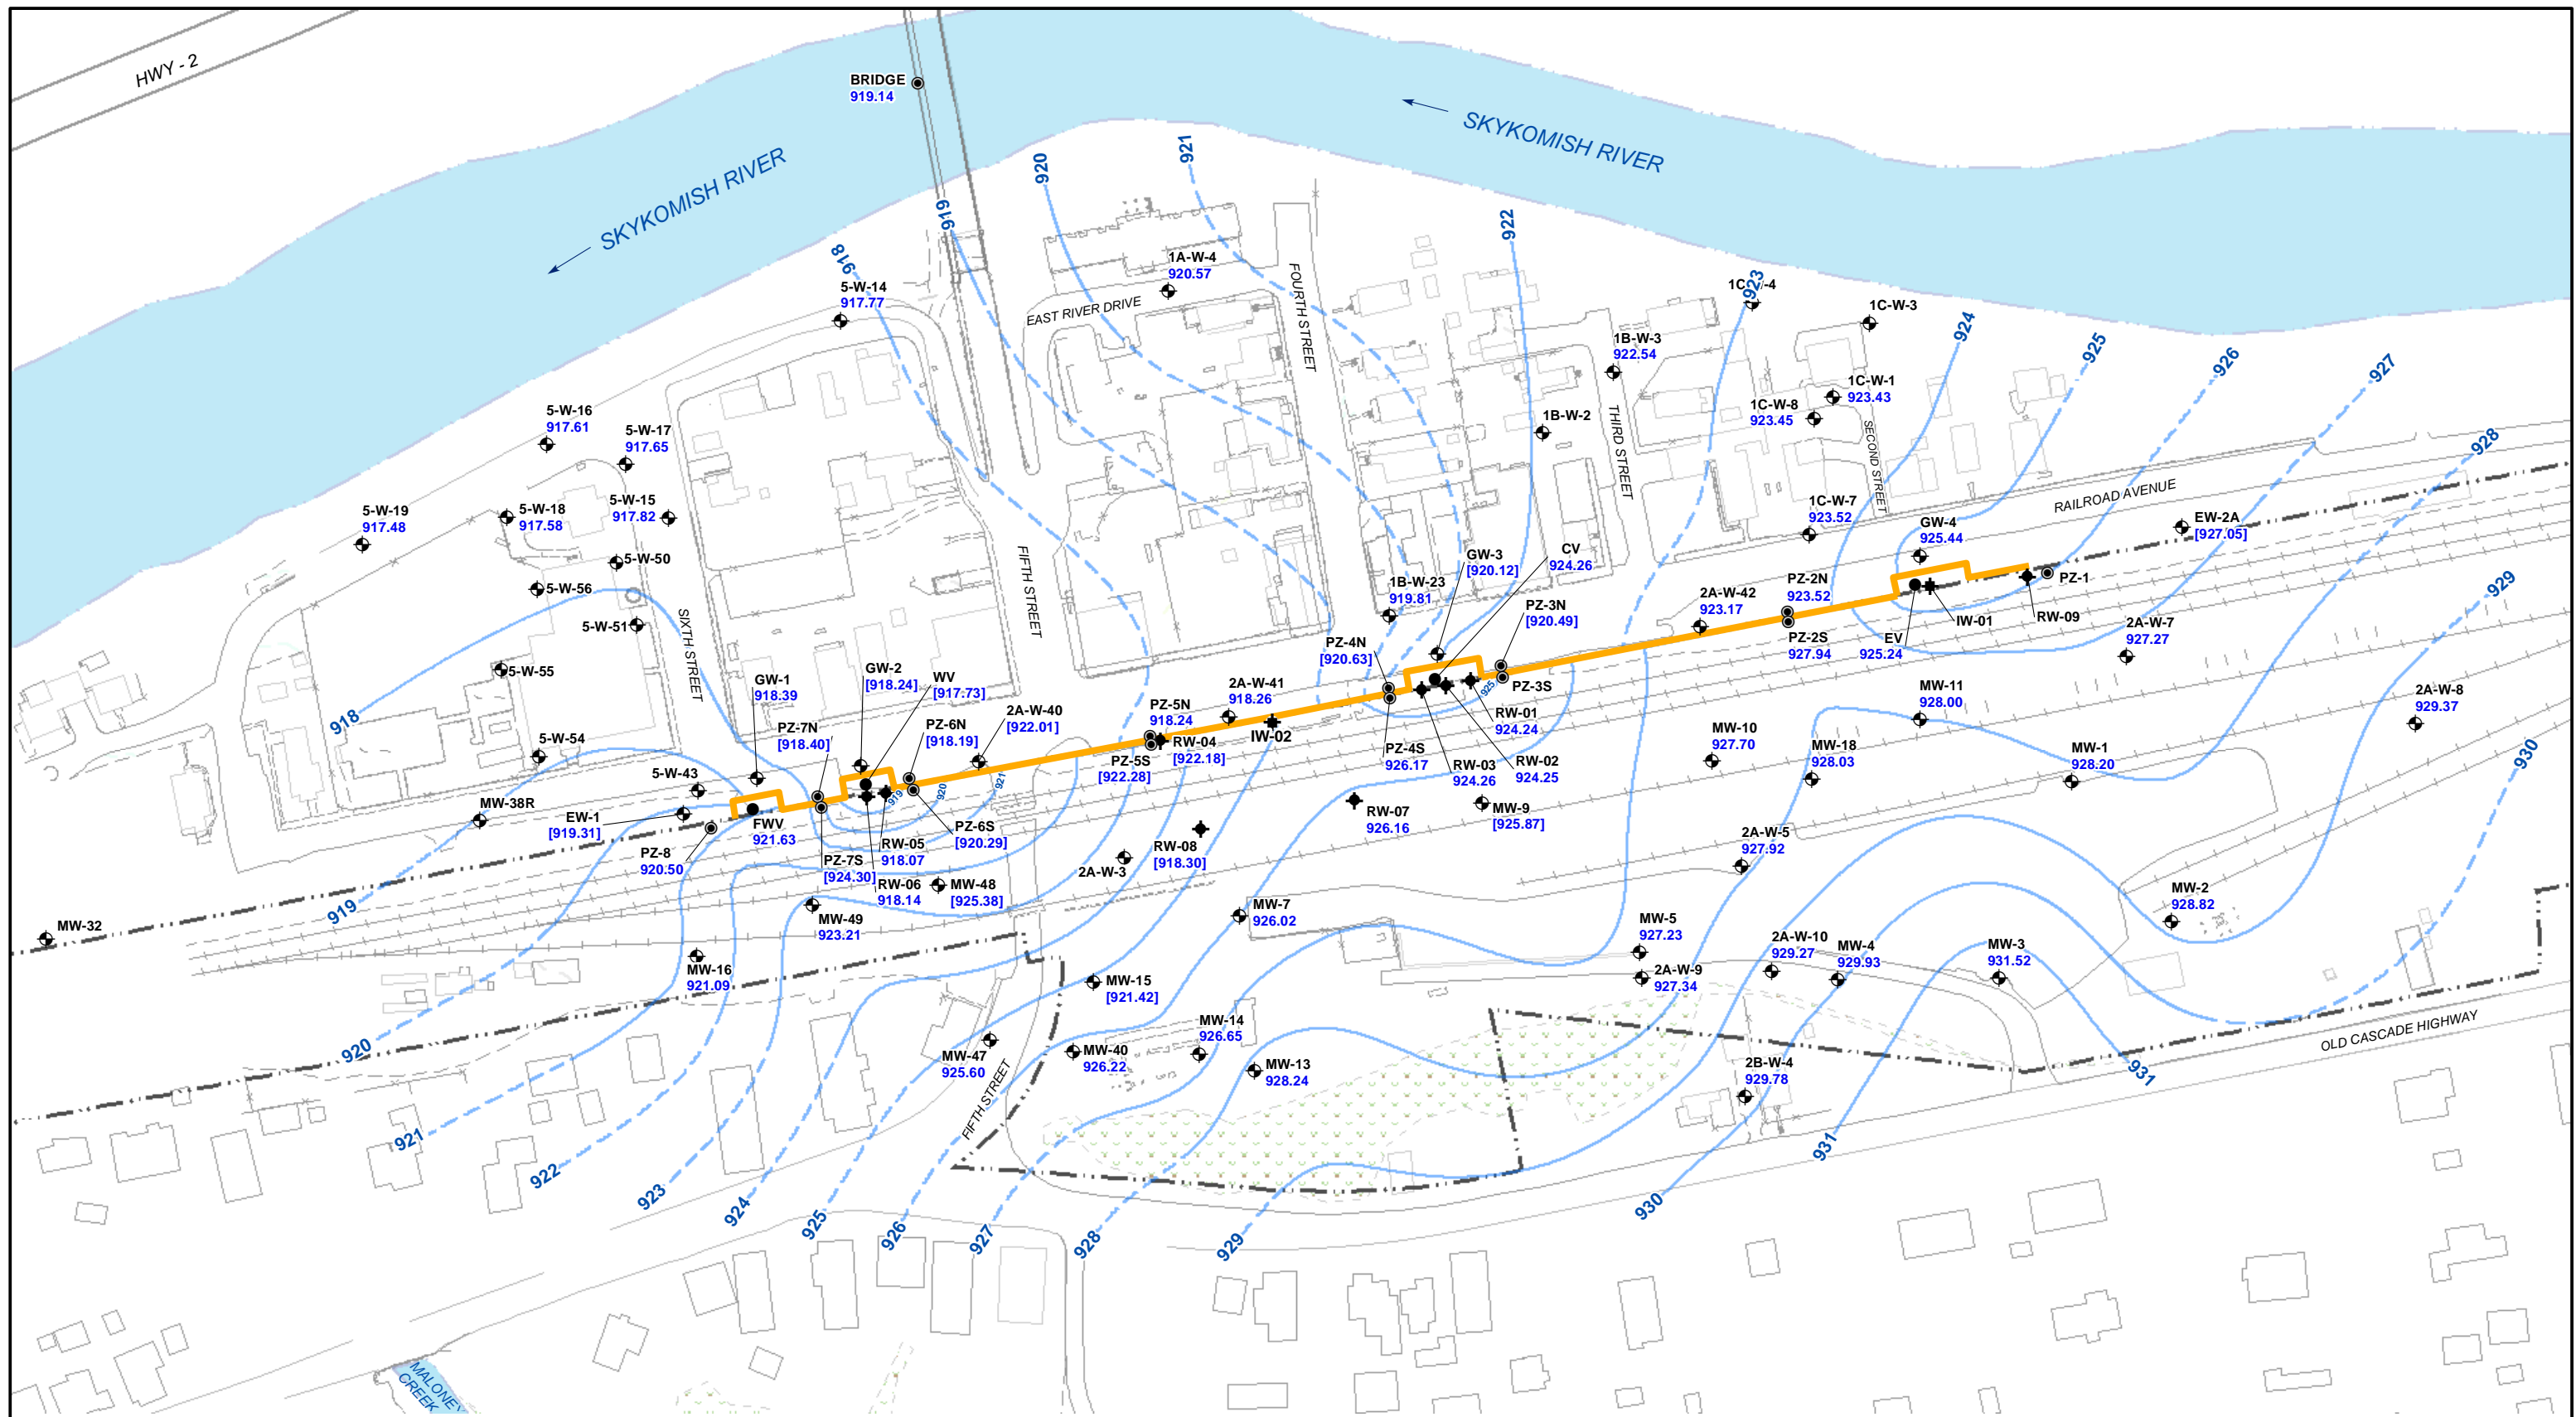 HWY - 2
BRIDGE
919.14
SKYKOMISH RIVER
SKYKOMISH RIVER
921
920
919
922
918
923
1A-W-4
920.57
5-W-14
917.77
EAST RIVER DRIVE
FOURTH STREET
1C-W-3
924
925
926
927
928
1B-W-3
922.54
1C-W-1
923.43
1C-W-8
923.45
5-W-16
917.61
5-W-17
917.65
1B-W-2
THIRD STREET
SECOND STREET
5-W-19
917.48
5-W-18
917.58
5-W-15
917.82
5-W-50
5-W-56
5-W-51
5-W-55
SIXTH STREET
FIFTH STREET
RAILROAD AVENUE
1C-W-7
923.52
GW-4
925.44
EW-2A
[927.05]
GW-3
[920.12]
CV
924.26
1B-W-23
919.81
PZ-3N
[920.49]
2A-W-42
923.17
PZ-2N
923.52
PZ-1
PZ-2S
927.94
EV
925.24
IW-01
RW-09
2A-W-7
927.27
929
PZ-4N
[920.63]
PZ-3S
925
MW-11
928.00
2A-W-8
929.37
918
GW-1
918.39
GW-2
[918.24]
WV
[917.73]
PZ-7N
[918.40]
PZ-6N
[918.19]
2A-W-40
[922.01]
PZ-5N
918.24
2A-W-41
918.26
IW-02
RW-04
[922.18]
PZ-5S
[922.28]
PZ-4S
926.17
RW-01
924.24
RW-02
924.25
RW-03
924.26
MW-10
927.70
MW-18
928.03
MW-1
928.20
930
5-W-54
5-W-43
MW-38R
EW-1
[919.31]
PZ-8
920.50
FWV
921.63
919
920
921
PZ-7S
[924.30]
RW-05
918.07
PZ-6S
[920.29]
RW-06
918.14
MW-48
[925.38]
2A-W-3
RW-08
[918.30]
RW-07
926.16
MW-9
[925.87]
2A-W-5
927.92
MW-2
928.82
MW-32
919
MW-49
923.21
MW-16
921.09
MW-7
926.02
MW-5
927.23
2A-W-9
927.34
2A-W-10
929.27
MW-4
929.93
MW-3
931.52
MW-15
[921.42]
MW-47
925.60
MW-40
926.22
MW-14
926.65
MW-13
928.24
2B-W-4
929.78
OLD CASCADE HIGHWAY
FIFTH STREET
920
921
922
923
924
925
926
927
928
929
930
931
931
MALONEY
CREEK